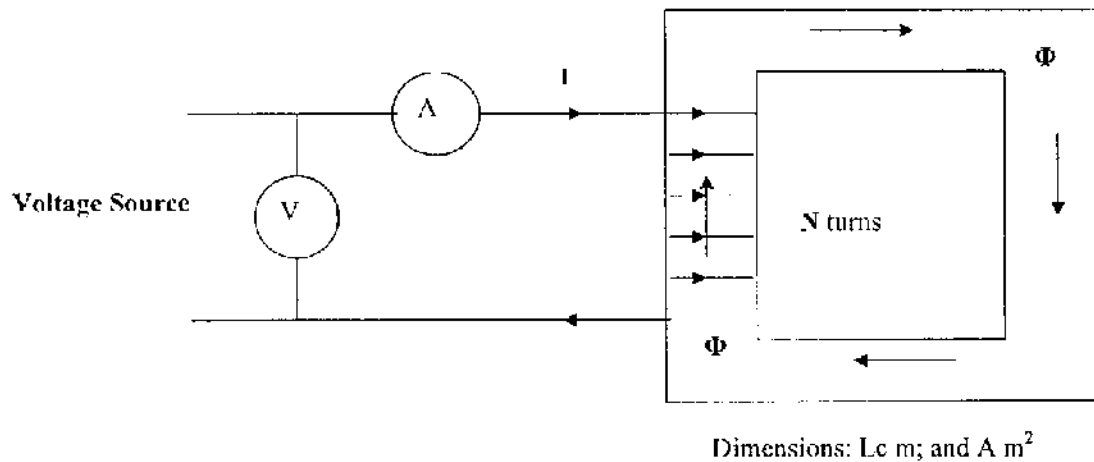 I
Φ
A
Voltage Source
V
N turns
Φ
Dimensions: Lc m; and A m²